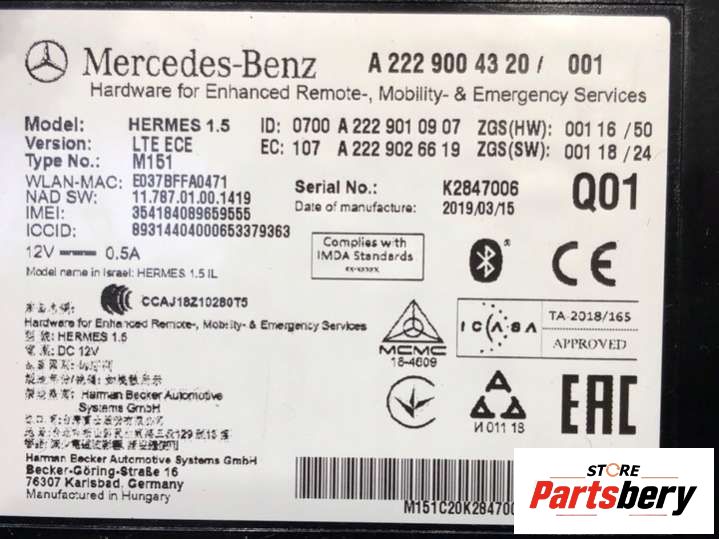 Mercedes-Benz A 222 900 43 20 / 001
Hardware for Enhanced Remote-, Mobility- & Emergency Services
Model: HERMES 1.5 ID: 0700 A 222 901 09 07 ZGS(HW): 001 16 / 50
Version: LTE ECE EC: 107 A 222 902 66 19 ZGS(SW): 001 18 / 24
Type No.: M151
WLAN-MAC: E037BFFA0471
NAD SW: 11.787.01.00.1419
IMEI: 354184089659555
ICCID: 89314404000653379363
Serial No.: K2847006 Q01
Date of manufacture: 2019/03/15
12V 0.5A
Model name in Israel: HERMES 1.5 IL
Complies with
IMDA Standards
CE
CCAJ18Z10280T5
Hardware for Enhanced Remote-, Mobility- & Emergency Services
HERMES 1.5
DC 12V
MCMC
18-4609
ICASA
TA-2018/165
APPROVED
Harman Becker Automotive
Systems GmbH
И 011 18
EAC
Harman Becker Automotive Systems GmbH
Becker-Göring-Straße 16
76307 Karlsbad, Germany
Manufactured in Hungary
M151C20K28470
STORE
Partsbery